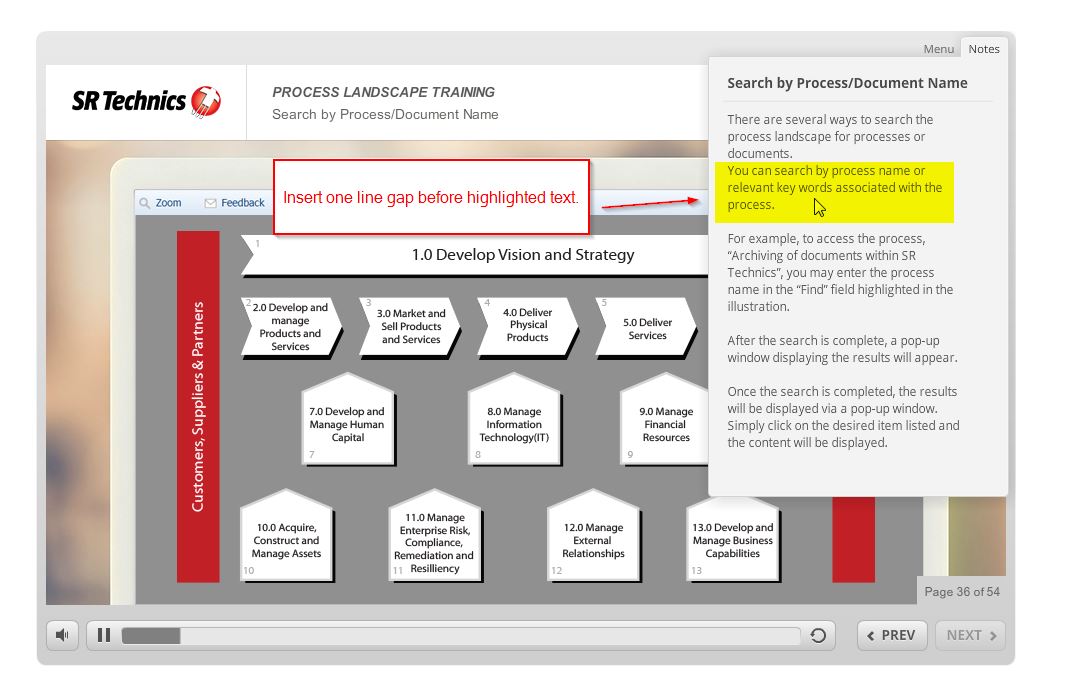 Menu
Notes
SR Technics
PROCESS LANDSCAPE TRAINING
Search by Process/Document Name
Search by Process/Document Name
There are several ways to search the
process landscape for processes or
documents.
You can search by process name or
relevant key words associated with the
process.
For example, to access the process,
“Archiving of documents within SR
Technics”, you may enter the process
name in the “Find” field highlighted in the
illustration.
After the search is complete, a pop-up
window displaying the results will appear.
Once the search is completed, the results
will be displayed via a pop-up window.
Simply click on the desired item listed and
the content will be displayed.
Insert one line gap before highlighted text.
Zoom
Feedback
Customers, Suppliers & Partners
1
1.0 Develop Vision and Strategy
2
2.0 Develop and
manage
Products and
Services
3
3.0 Market and
Sell Products
and Services
4
4.0 Deliver
Physical
Products
5
5.0 Deliver
Services
7.0 Develop and
Manage Human
Capital
7
8.0 Manage
Information
Technology(IT)
8
9.0 Manage
Financial
Resources
9
10.0 Acquire,
Construct and
Manage Assets
10
11.0 Manage
Enterprise Risk,
Compliance,
Remediation and
Resilliency
11
12.0 Manage
External
Relationships
12
13.0 Develop and
Manage Business
Capabilities
13
Page 36 of 54
PREV
NEXT